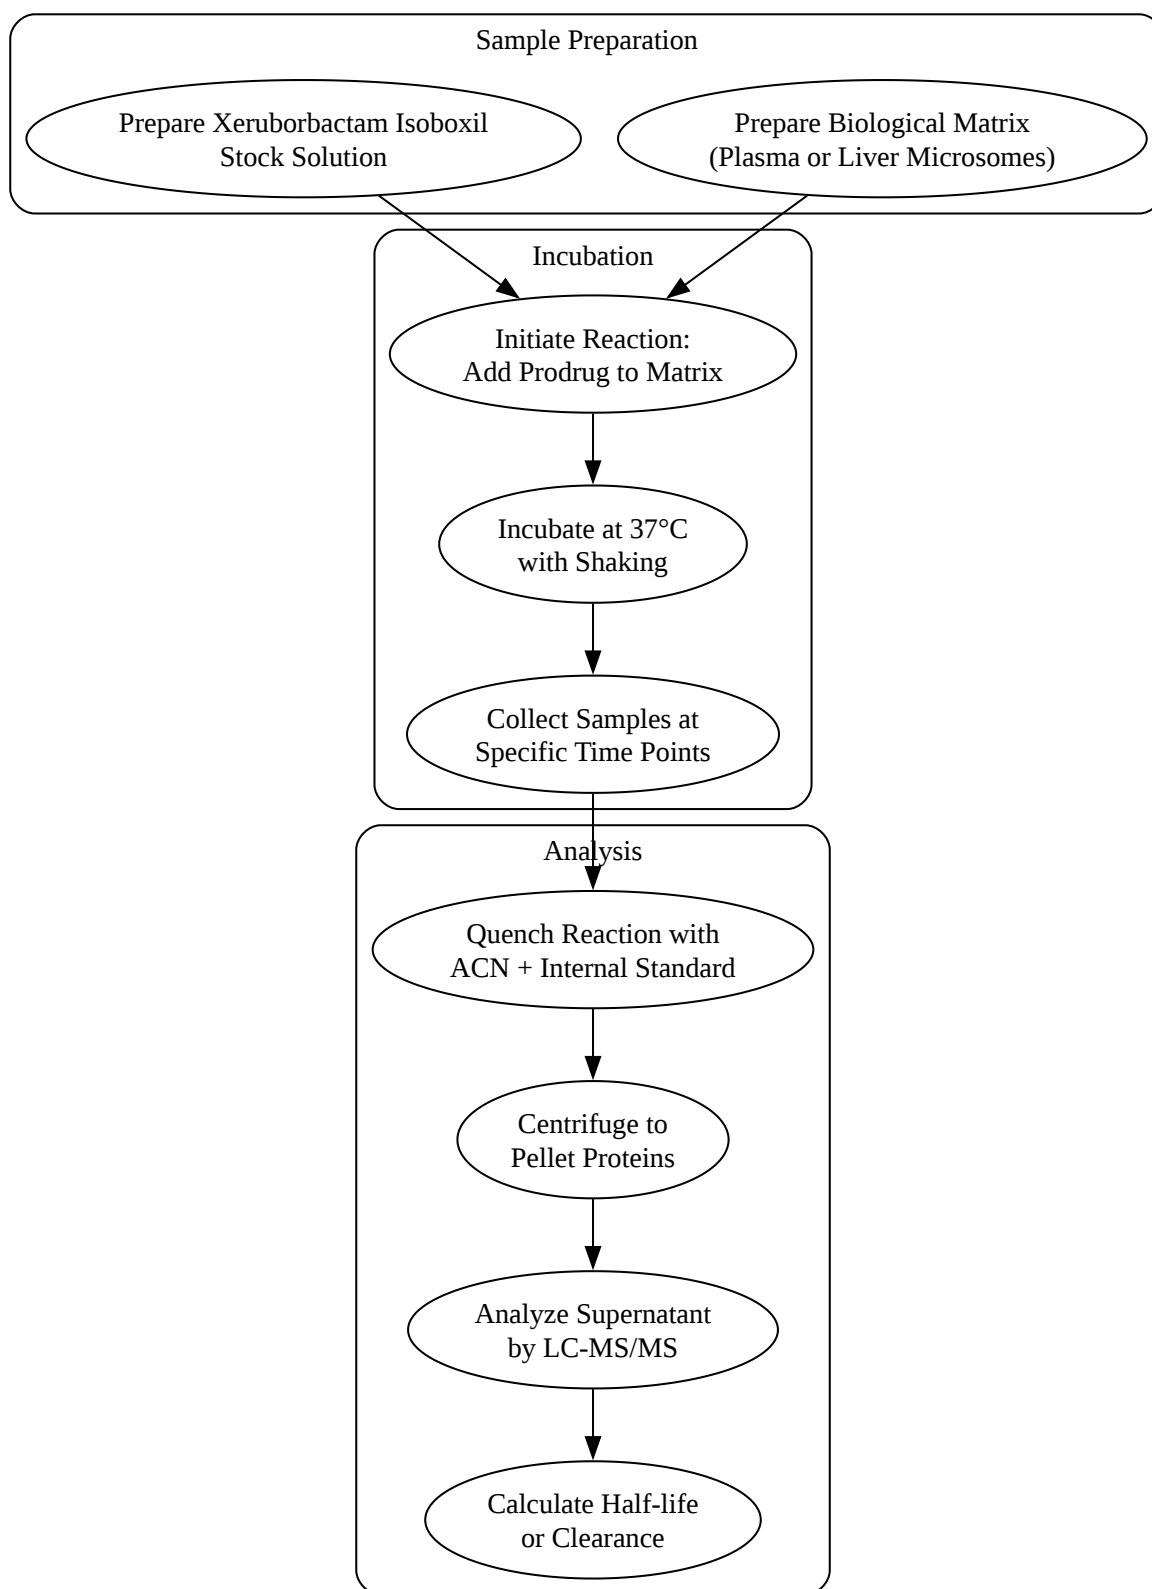 Sample Preparation
Prepare Xeruborbactam Isoboxil
Stock Solution
Prepare Biological Matrix
(Plasma or Liver Microsomes)
Incubation
Initiate Reaction:
Add Prodrug to Matrix
Incubate at 37°C
with Shaking
Collect Samples at
Specific Time Points
Analysis
Quench Reaction with
ACN + Internal Standard
Centrifuge to
Pellet Proteins
Analyze Supernatant
by LC-MS/MS
Calculate Half-life
or Clearance